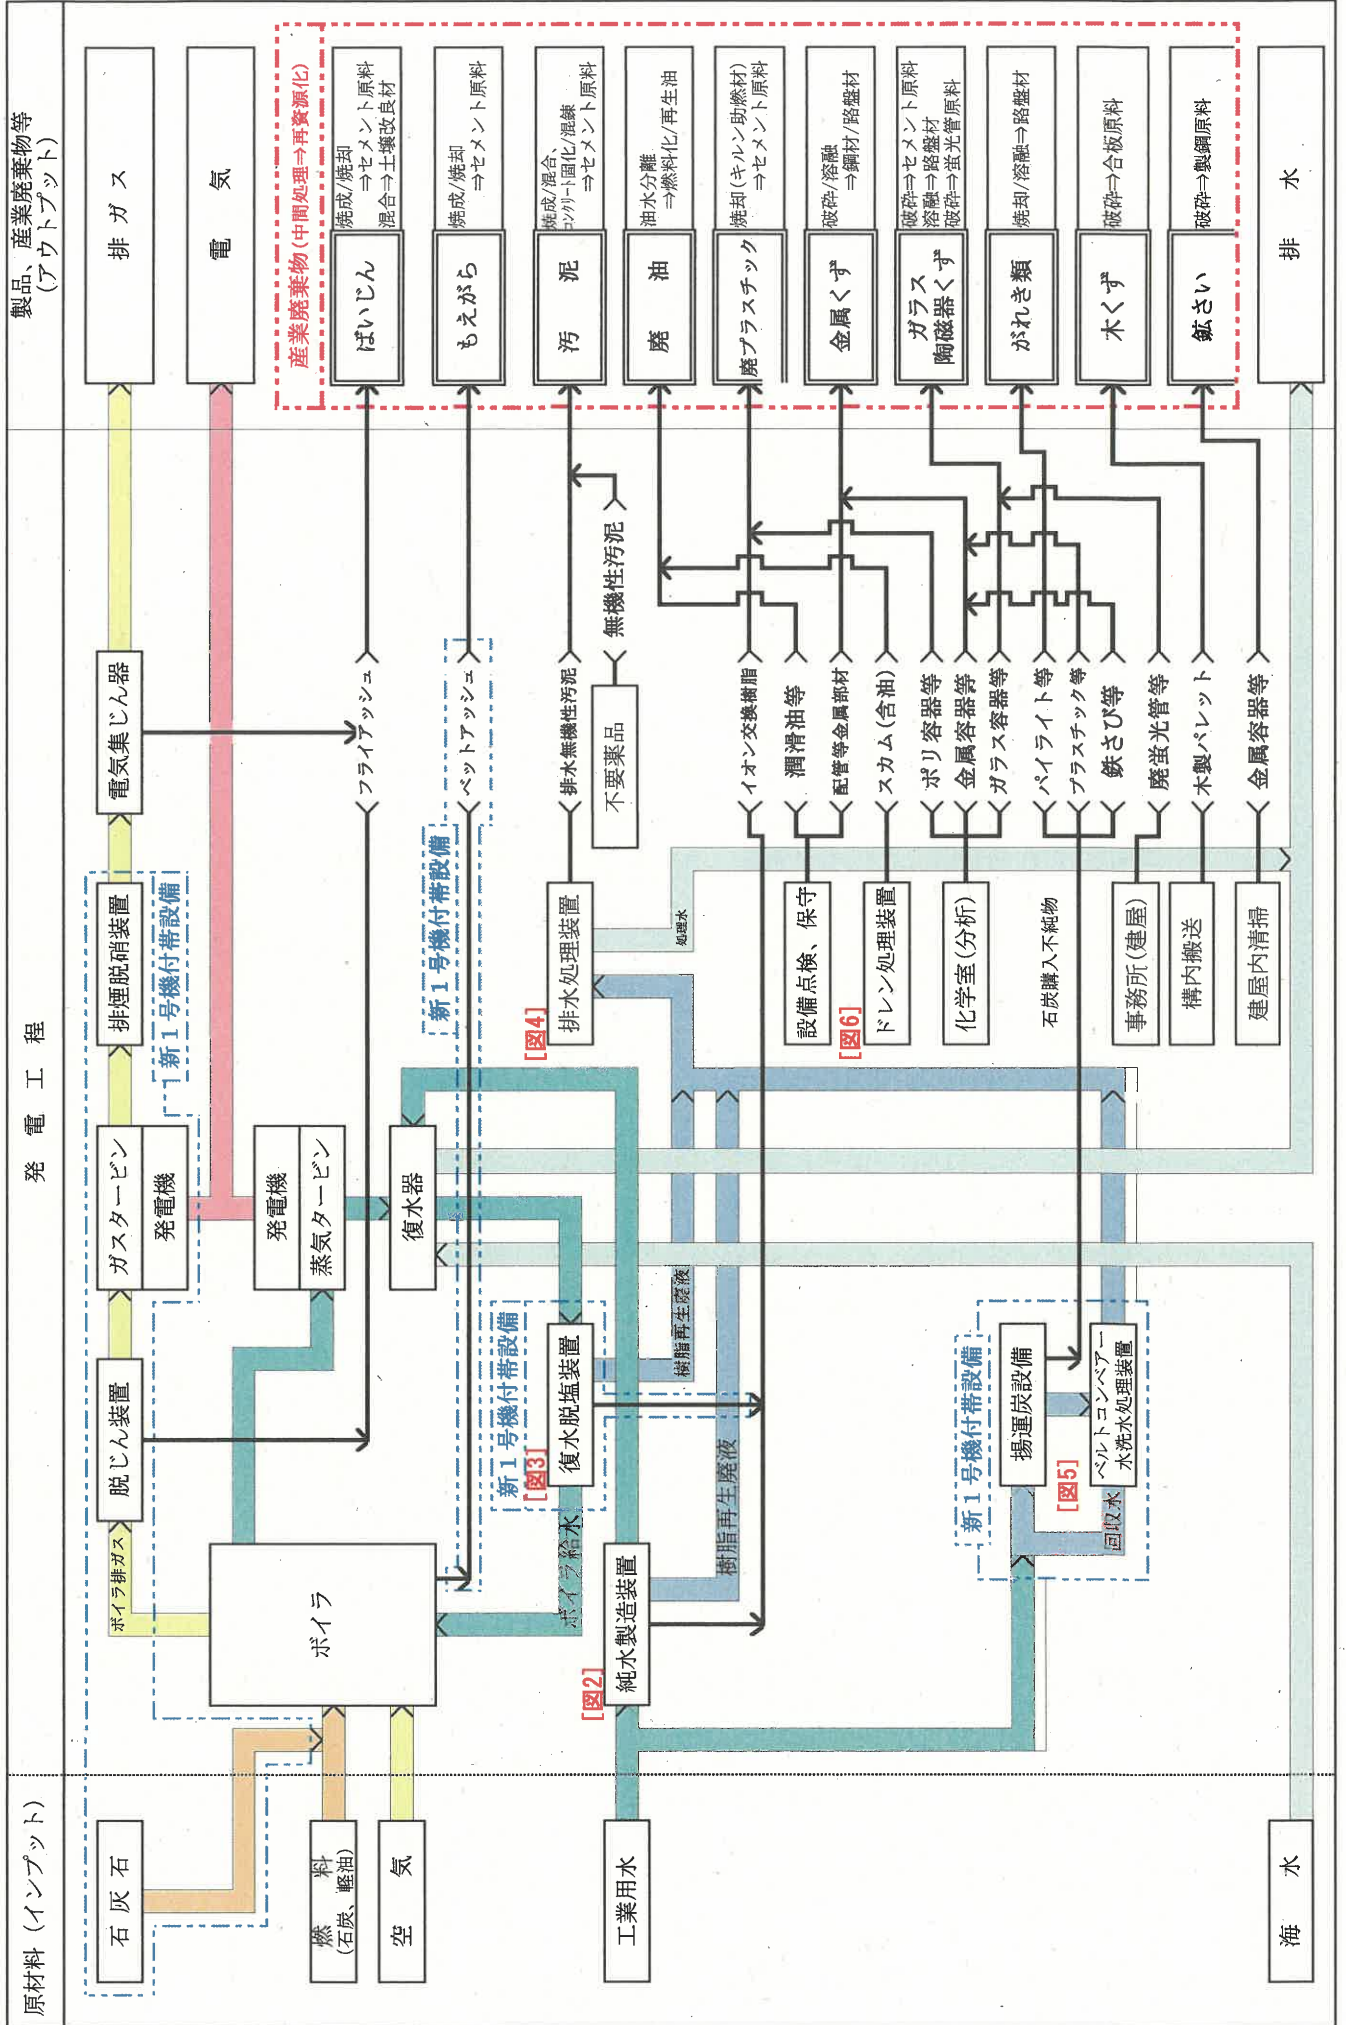 原材料（インプット）
発電工程
製品、産業廃棄物等
（アウトプット）
石灰石
燃料
(石炭、軽油)
空気
工業用水
海水
ボイラ排ガス
脱じん装置
ガスタービン
発電機
排煙脱硝装置
新１号機付帯設備
電気集じん器
ボイラ
発電機
蒸気タービン
復水器
フライアッシュ
ベットアッシュ
新１号機付帯設備
新１号機付帯設備
[図3]
復水脱塩装置
ボイラ給水
[図2]
純水製造装置
樹脂再生廃液
樹脂再生廃液
[図4]
排水処理装置
処理水
排水無機性汚泥
不要薬品
無機性汚泥
イオン交換樹脂
設備点検、保守
潤滑油等
配管等金属部材
[図6]
ドレン処理装置
スカム(含油)
化学室(分析)
ポリ容器等
金属容器等
ガラス容器等
新１号機付帯設備
揚運炭設備
[図5]
ベルトコンベアー
水洗水処理装置
回収水
石炭購入不純物
パイライト等
プラスチック等
鉄さび等
事務所(建屋)
廃蛍光管等
構内搬送
木製パレット
建屋内清掃
金属容器等
排ガス
電気
産業廃棄物(中間処理⇒再資源化)
ばいじん
焼成/焼却
⇒セメント原料
混合⇒土壌改良材
もえがら
焼成/焼却
⇒セメント原料
汚泥
焼成/混合、
コンクリート固化/混錬
⇒セメント原料
廃油
油水分離
⇒燃料化/再生油
廃プラスチック
焼却(キルン助燃材)
⇒セメント原料
金属くず
破砕/溶融
⇒鋼材/路盤材
ガラス
陶磁器くず
破砕⇒セメント原料
溶融⇒路盤材
破砕⇒蛍光管原料
がれき類
焼却/溶融⇒路盤材
木くず
破砕⇒合板原料
鉱さい
破砕⇒製鋼原料
排水